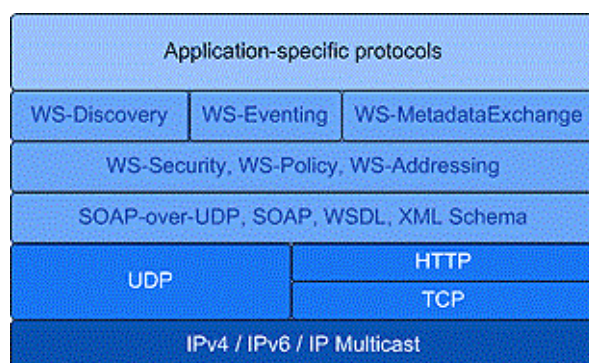 Application-specific protocols
WS-Discovery
WS-Eventing
WS-MetadataExchange
WS-Security, WS-Policy, WS-Addressing
SOAP-over-UDP, SOAP, WSDL, XML Schema
UDP
HTTP
TCP
IPv4 / IPv6 / IP Multicast